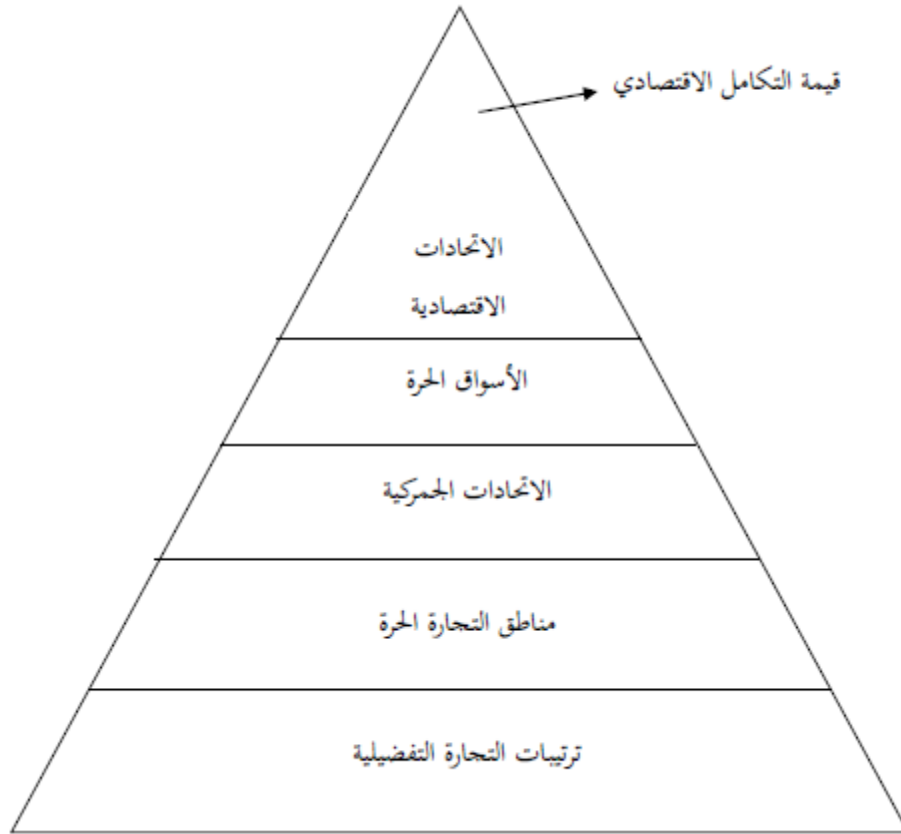 قيمة التكامل الاقتصادي
الاتحادات
الاقتصادية
الأسواق الحرة
الاتحادات الجمركية
مناطق التجارة الحرة
ترتيبات التجارة التفضيلية